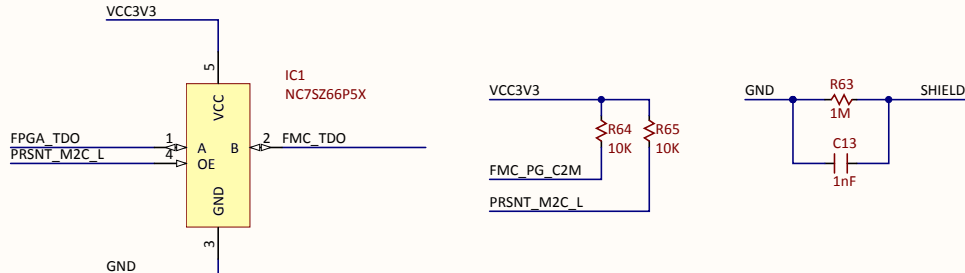 VCC3V3
5
IC1
NC7SZ66P5X
VCC
FPGA_TDO
1
A
B
2
FMC_TDO
PRSNT_M2C_L
4
OE
GND
3
GND
VCC3V3
R64
10K
R65
10K
FMC_PG_C2M
PRSNT_M2C_L
GND
R63
1M
SHIELD
C13
1nF